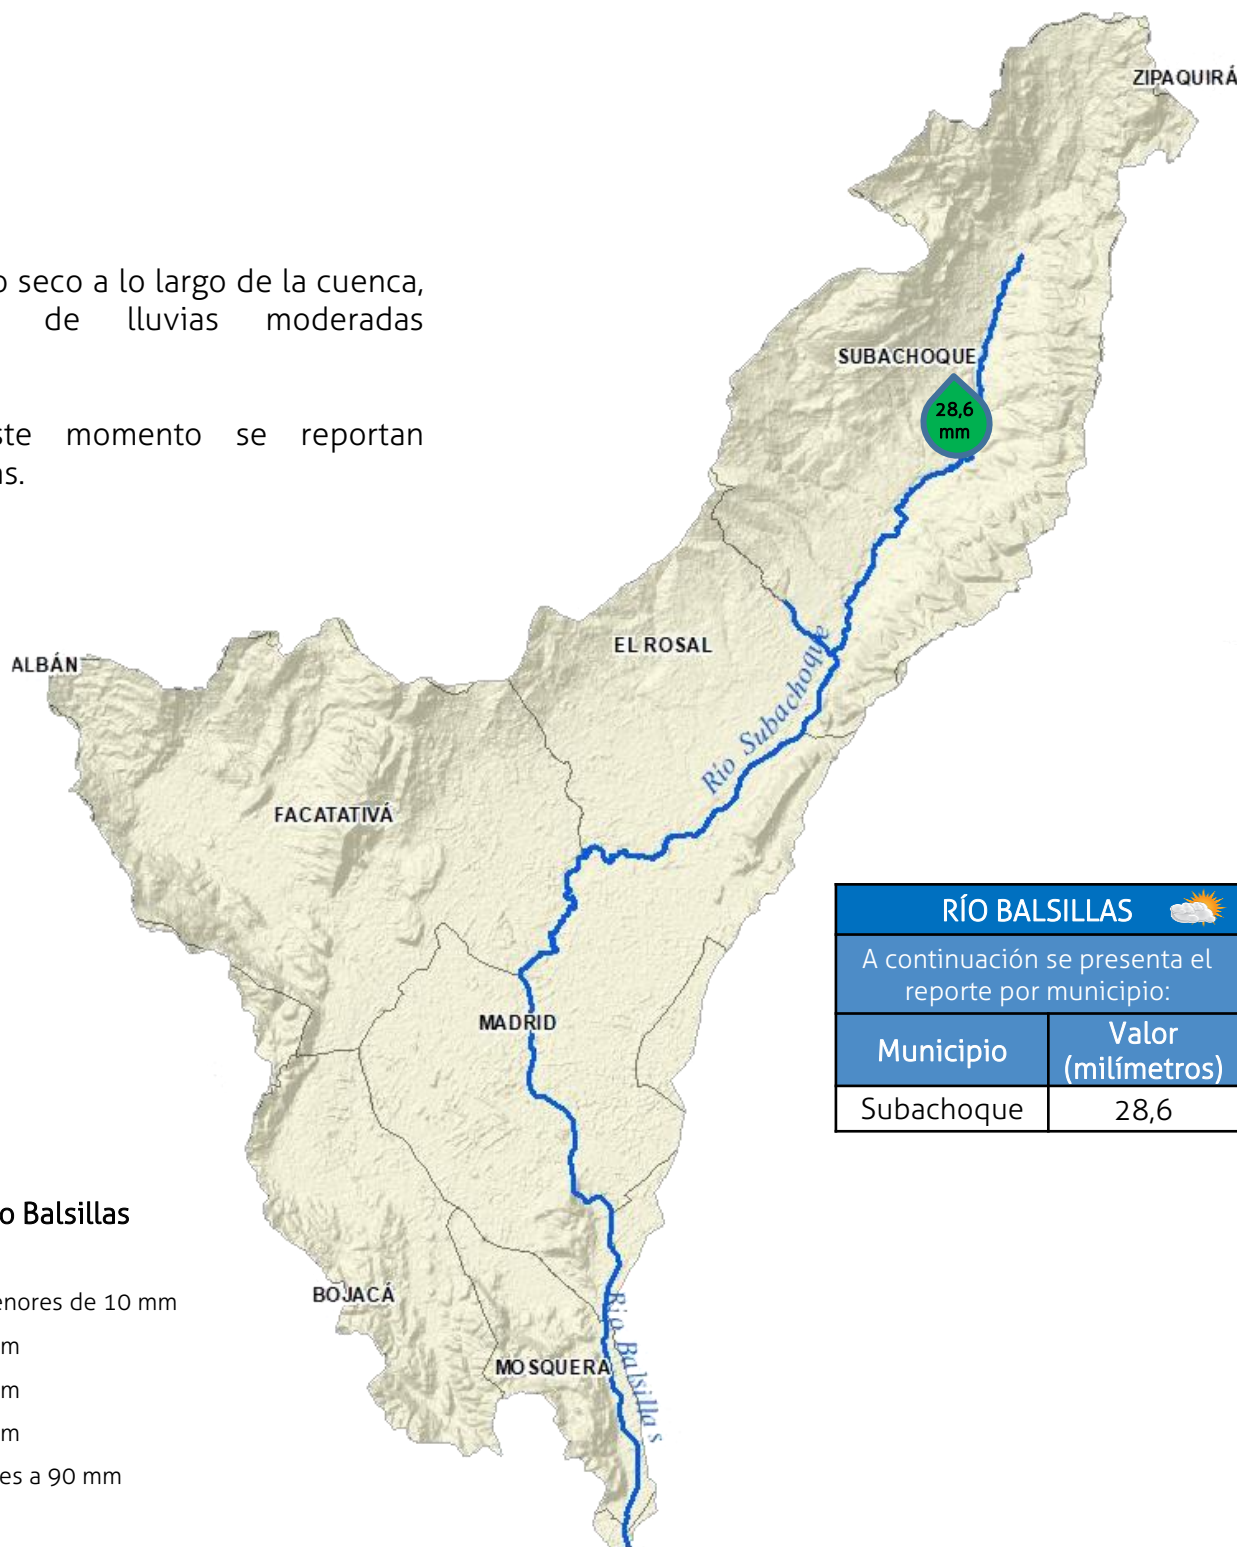 ZIPAQUIRÁ
o seco a lo largo de la cuenca,
de lluvias moderadas
SUBACHOQUE
28,6
mm
ste momento se reportan
as.
EL ROSAL
ALBÁN
Río Subachoque
FACATATIVÁ
RÍO BALSILLAS
A continuación se presenta el
reporte por municipio:
Municipio
Valor
(milímetros)
Subachoque
28,6
MADRID
o Balsillas
BOJACÁ
enores de 10 mm
m
Río Balsillas
MOSQUERA
m
m
es a 90 mm